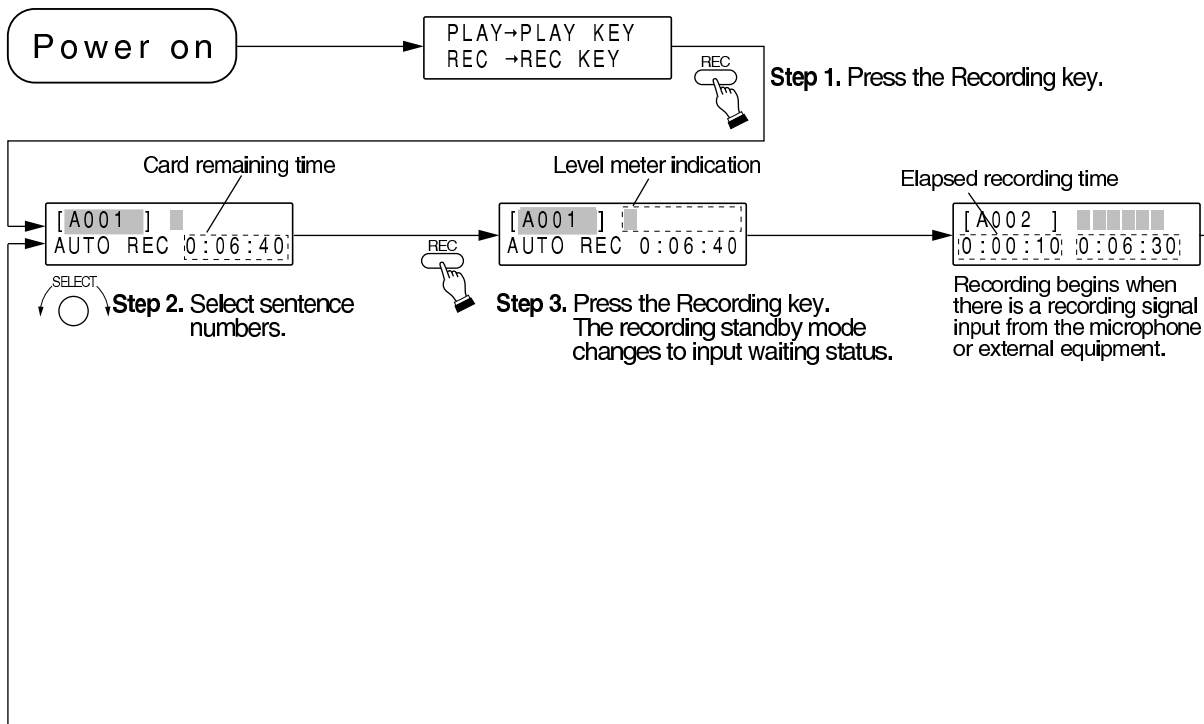 Power on
PLAY→PLAY KEY
REC →REC KEY
REC
Step 1. Press the Recording key.
Card remaining time
[A001 ]
AUTO REC 0:06:40
SELECT
Step 2. Select sentence
numbers.
REC
Level meter indication
[A001 ]
AUTO REC 0:06:40
Step 3. Press the Recording key.
The recording standby mode
changes to input waiting status.
Elapsed recording time
[A002 ]
0:00:10 0:06:30
Recording begins when
there is a recording signal
input from the microphone
or external equipment.